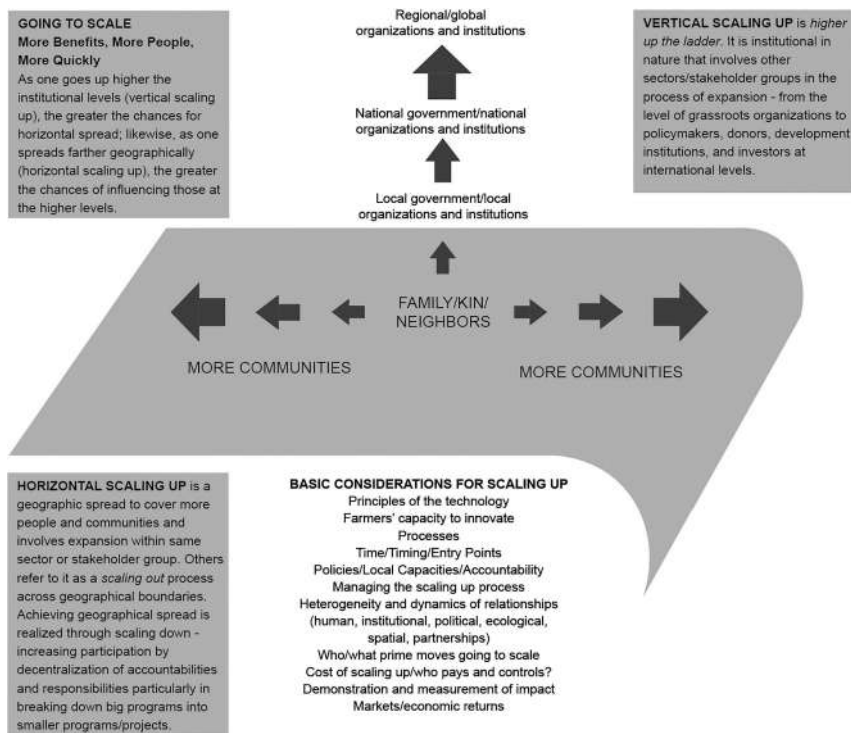 GOING TO SCALE
More Benefits, More People,
More Quickly
As one goes up higher the
institutional levels (vertical scaling
up), the greater the chances for
horizontal spread; likewise, as one
spreads farther geographically
(horizontal scaling up), the greater
the chances of influencing those at
the higher levels.
Regional/global
organizations and institutions
National government/national
organizations and institutions
Local government/local
organizations and institutions
VERTICAL SCALING UP is higher
up the ladder. It is institutional in
nature that involves other
sectors/stakeholder groups in the
process of expansion - from the
level of grassroots organizations to
policymakers, donors, development
institutions, and investors at
international levels.
FAMILY/KIN/
NEIGHBORS
MORE COMMUNITIES
MORE COMMUNITIES
HORIZONTAL SCALING UP is a
geographic spread to cover more
people and communities and
involves expansion within same
sector or stakeholder group. Others
refer to it as a scaling out process
across geographical boundaries.
Achieving geographical spread is
realized through scaling down -
increasing participation by
decentralization of accountabilities
and responsibilities particularly in
breaking down big programs into
smaller programs/projects.
BASIC CONSIDERATIONS FOR SCALING UP
Principles of the technology
Farmers' capacity to innovate
Processes
Time/Timing/Entry Points
Policies/Local Capacities/Accountability
Managing the scaling up process
Heterogeneity and dynamics of relationships
(human, institutional, political, ecological,
spatial, partnerships)
Who/what prime moves going to scale
Cost of scaling up/who pays and controls?
Demonstration and measurement of impact
Markets/economic returns